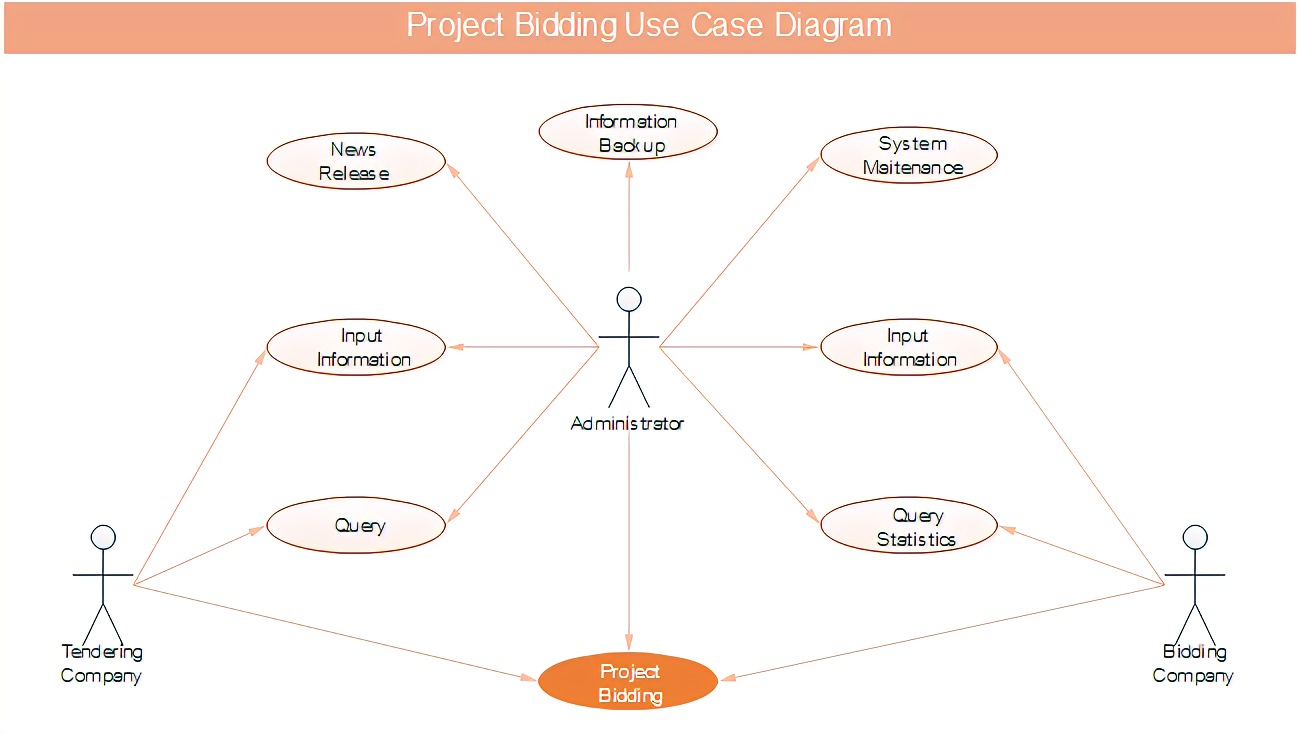 Project Bidding Use Case Diagram
Information
Backup
News
Release
System
Maitenance
Input
Information
Input
Information
Administrator
Query
Query
Statistics
Tendering
Company
Project
Bidding
Bidding
Company